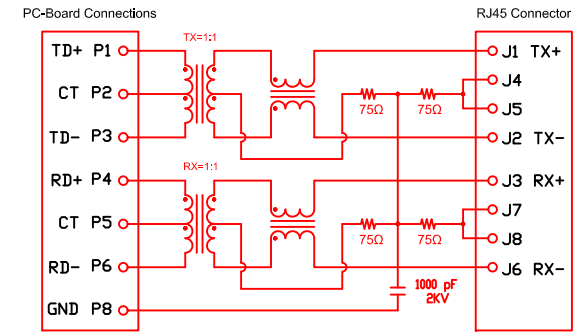 PC-Board Connections
RJ45 Connector
TD+ P1
TX=1:1
J1 TX+
J4
CT P2
75Ω
75Ω
J5
TD- P3
J2 TX-
RX=1:1
RD+ P4
J3 RX+
J7
CT P5
75Ω
75Ω
J8
RD- P6
J6 RX-
1000 pF
2KV
GND P8